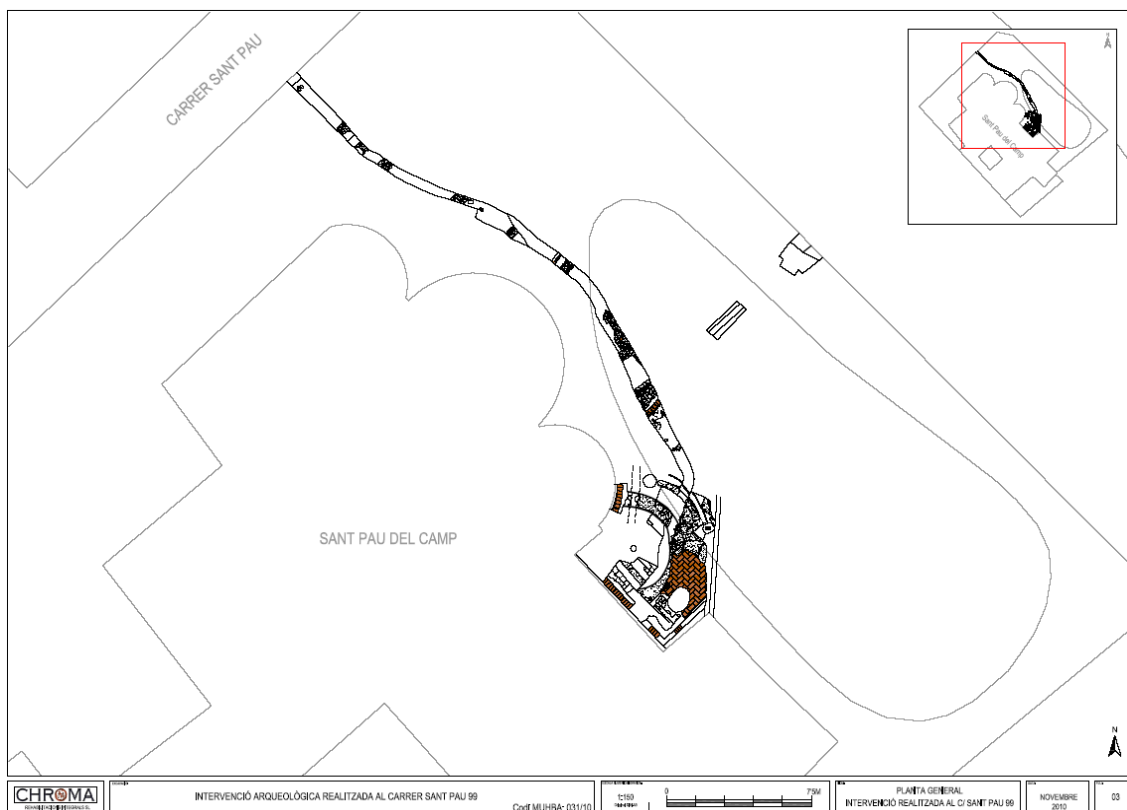 CARRER SANT PAU
Sant Pau del Camp
SANT PAU DEL CAMP
N
CHROMA
INTERVENCIÓ ARQUEOLÒGICA REALITZADA AL CARRER SANT PAU 99
Codi MUHBA: 031/10
1:150
0
75M
PLANTA GENERAL
INTERVENCIÓ REALITZADA AL C/ SANT PAU 99
NOVEMBRE
2010
03